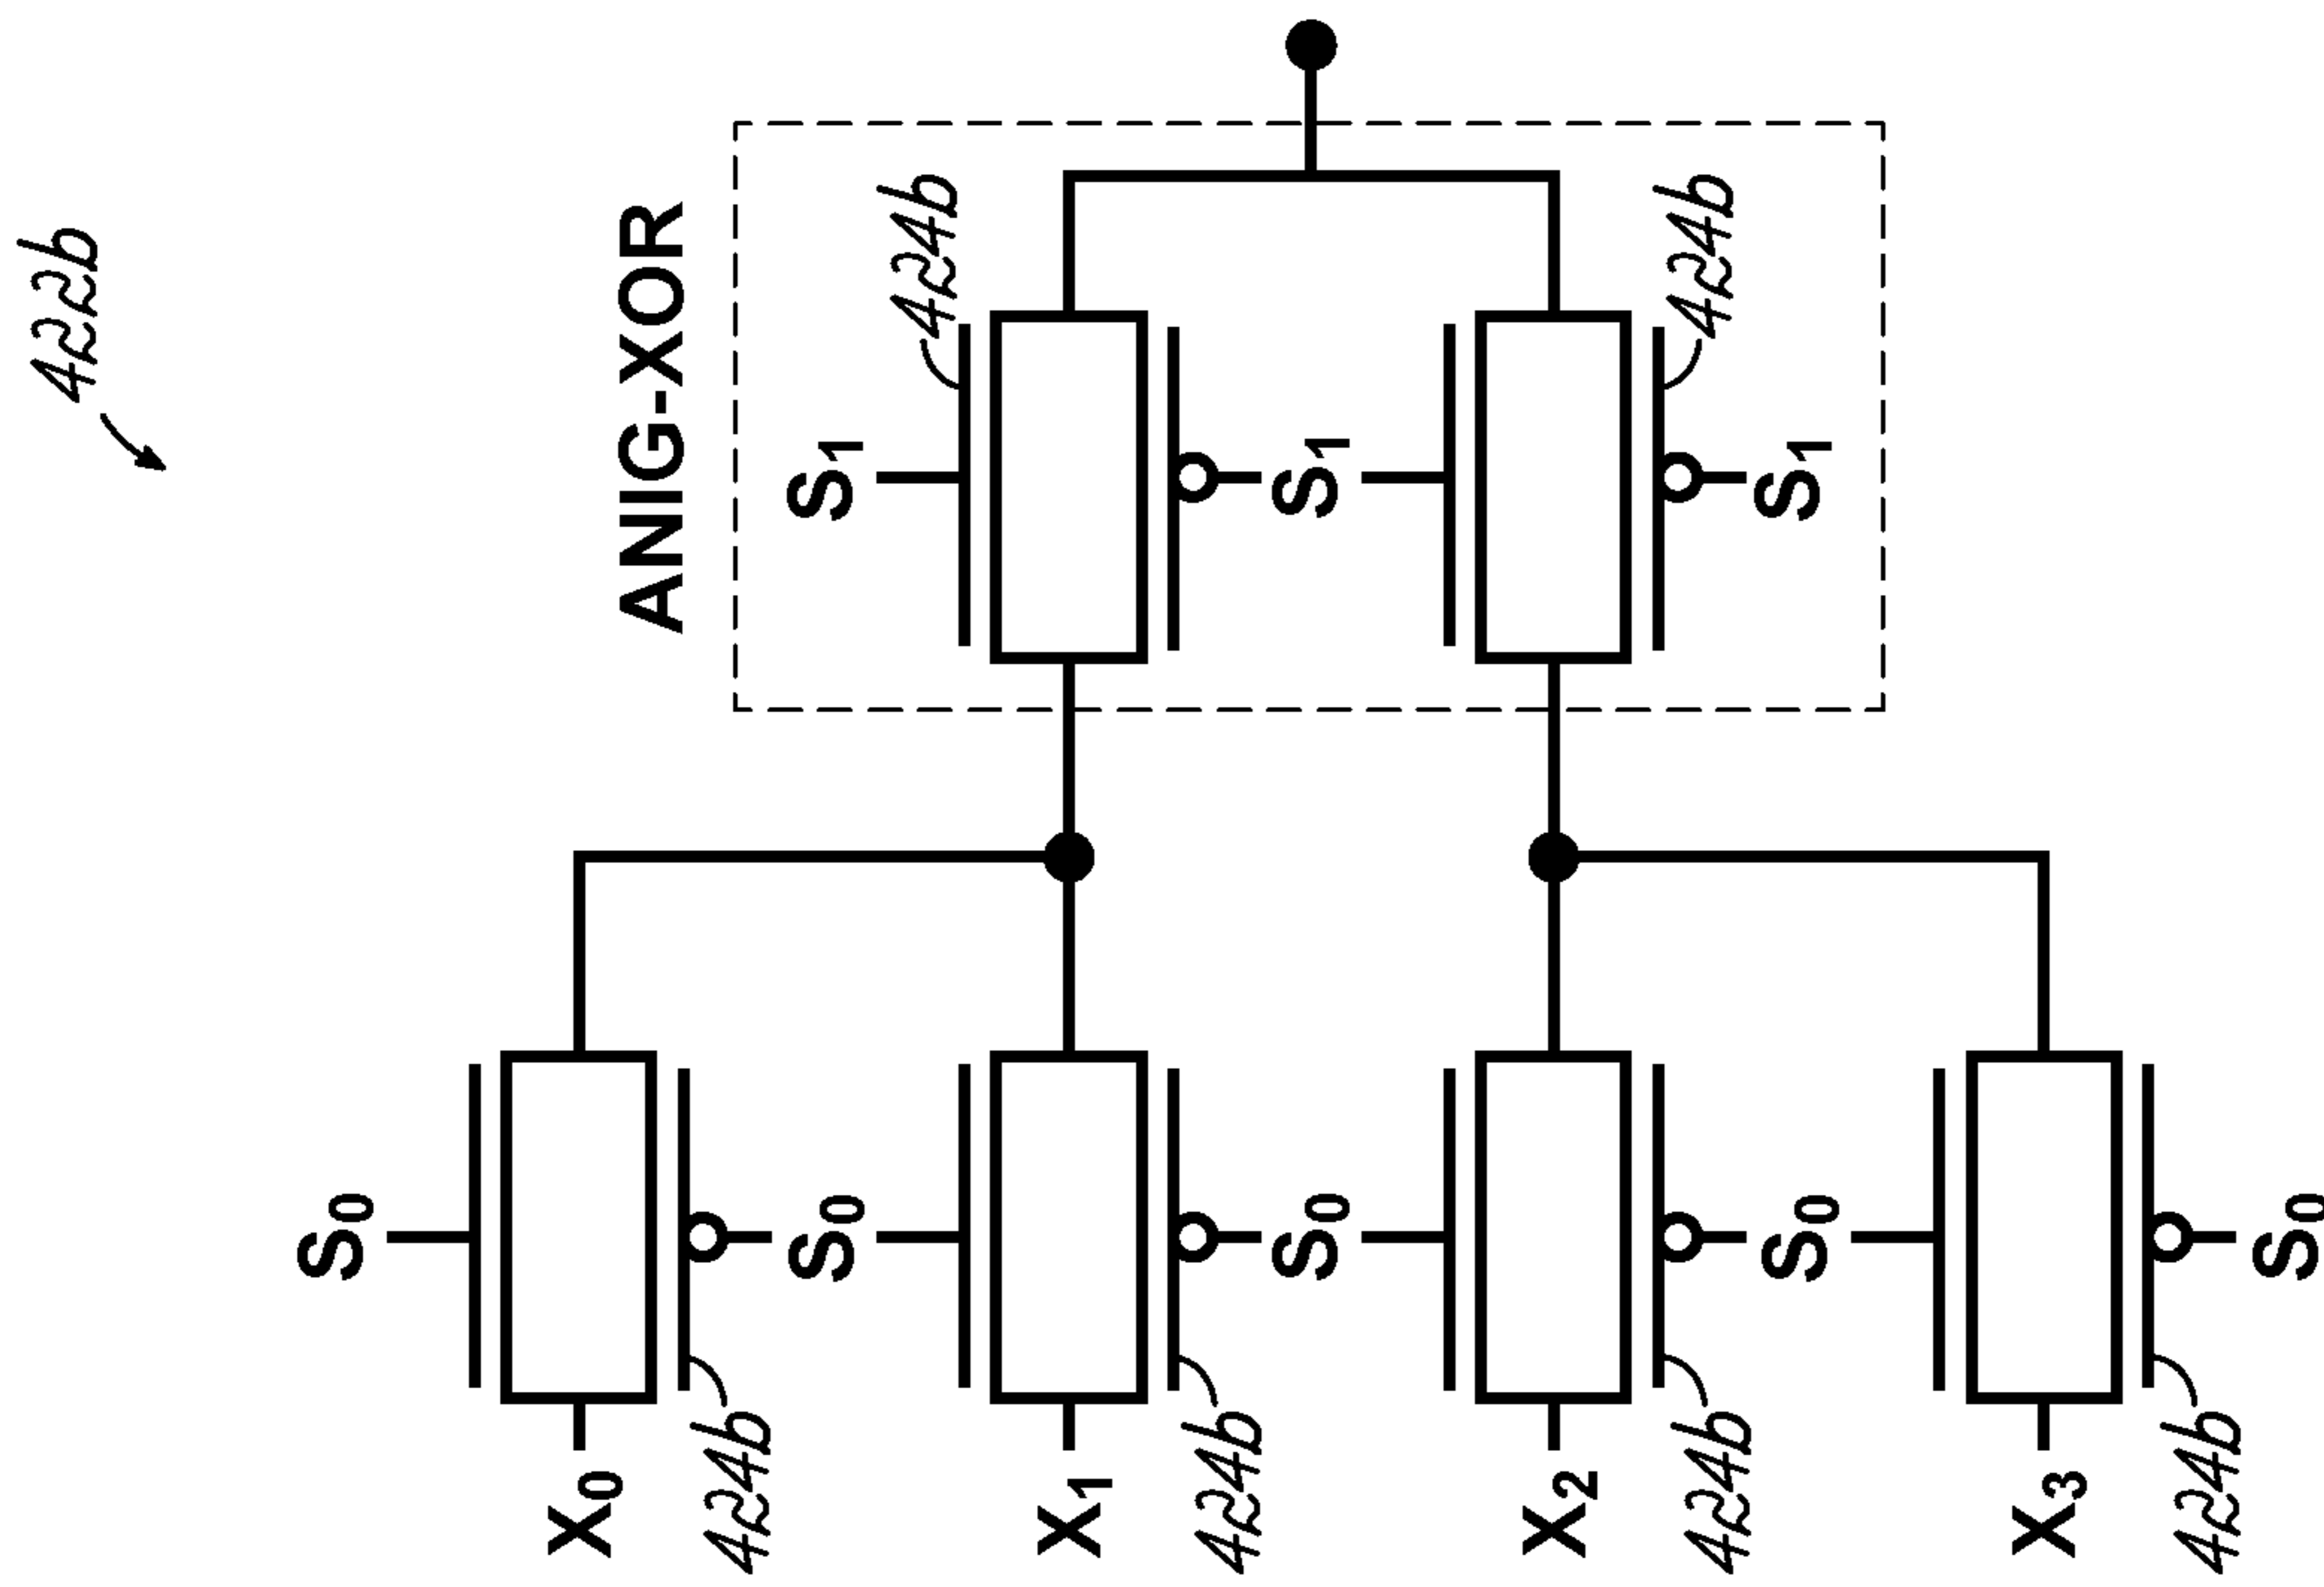 422b
S₀
X₀
ANIG-XOR
424b
S₀ S₁
424b
X₁
424b
S₀ S₁
X₂
424b 424b
S₀ S₁
X₃
424b
S₀